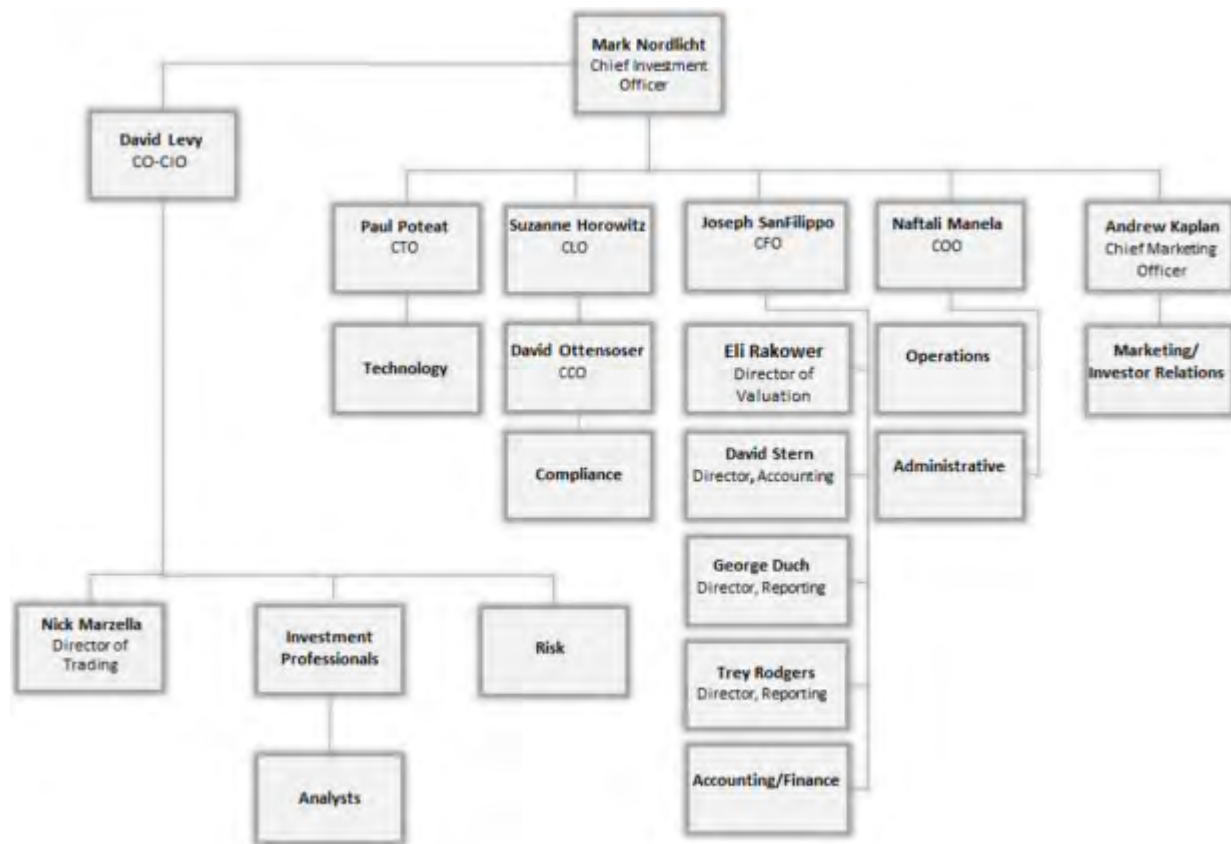 Mark Nordlicht
Chief Investment
Officer
David Levy
CO-CIO
Paul Poteat
CTO
Suzanne Horowitz
CLO
Joseph SanFilippo
CFO
Naftali Manela
COO
Andrew Kaplan
Chief Marketing
Officer
Technology
David Ottensoser
CCO
Eli Rakower
Director of
Valuation
Operations
Marketing/
Investor Relations
Compliance
David Stern
Director, Accounting
Administrative
George Duch
Director, Reporting
Nick Marzella
Director of
Trading
Investment
Professionals
Risk
Trey Rodgers
Director, Reporting
Analysts
Accounting/Finance